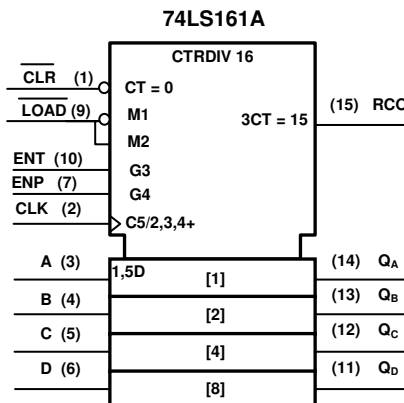 74LS161A
CTRDIV 16
CLR (1) CT = 0
LOAD (9) M1
M2
3CT = 15 (15) RCO
ENT (10) G3
ENP (7) G4
CLK (2) C5/2,3,4+
A (3) 1,5D [1] (14) QA
B (4) [2] (13) QB
C (5) [4] (12) QC
D (6) [8] (11) QD